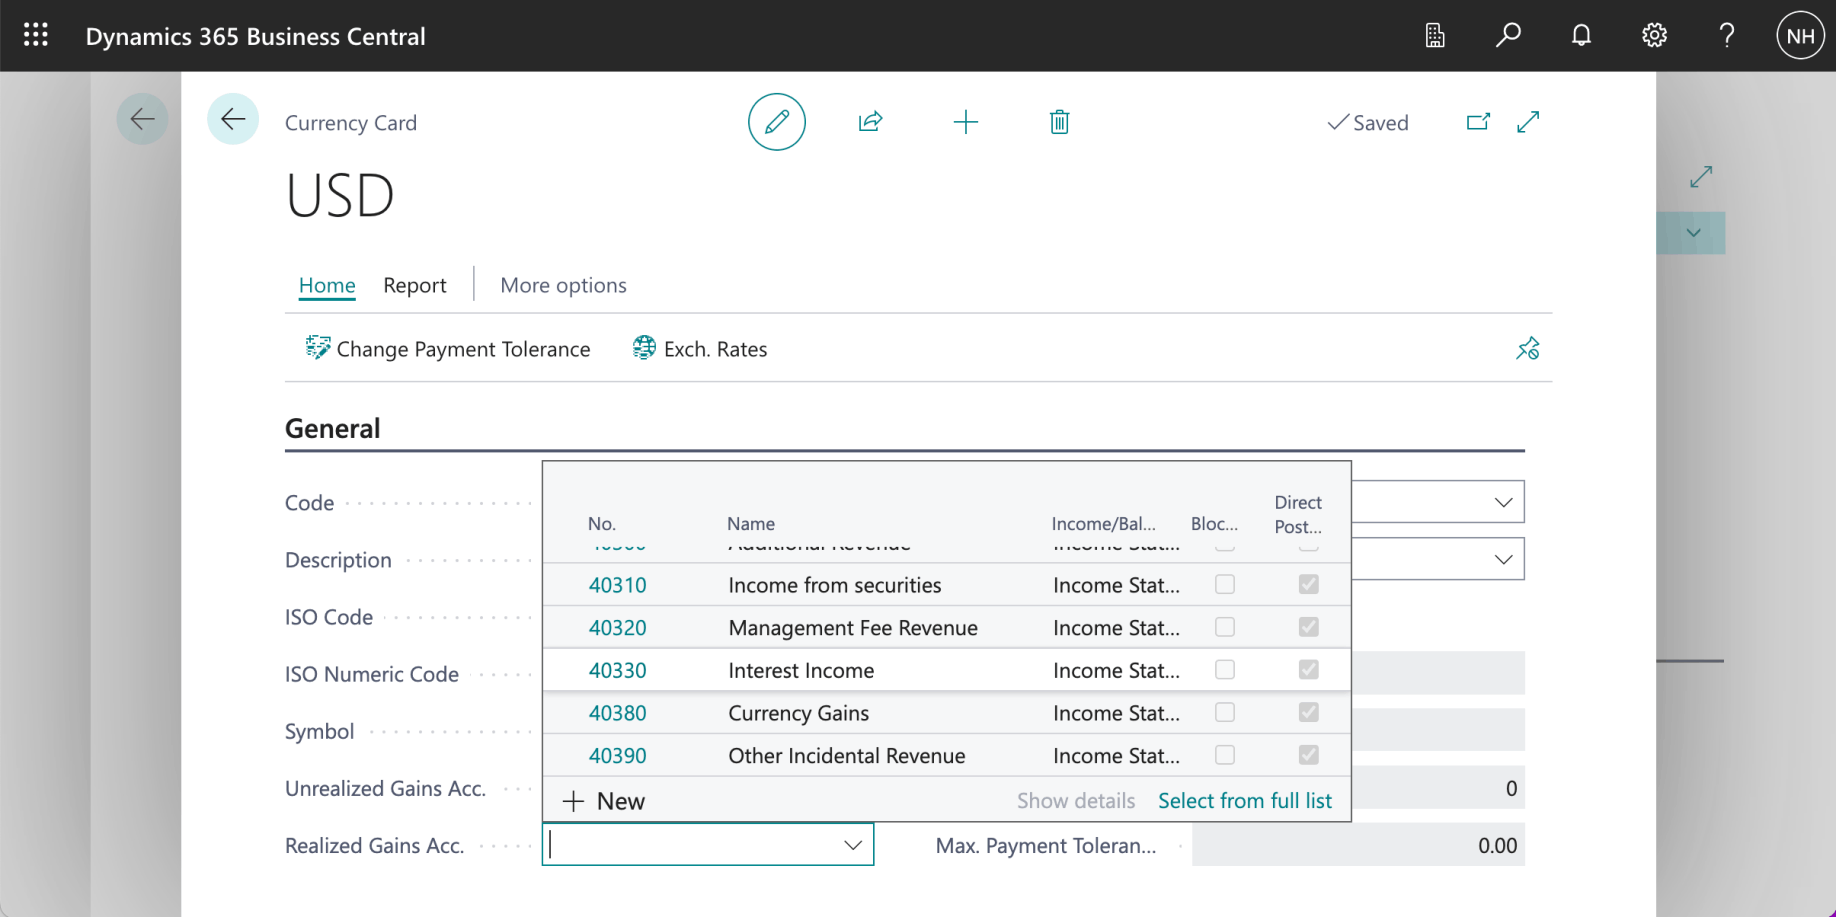 Dynamics 365 Business Central
NH
Currency Card
Saved
USD
Home Report More options
Change Payment Tolerance Exch. Rates
General
Code
Description
ISO Code
ISO Numeric Code
Symbol
Unrealized Gains Acc.
Realized Gains Acc.
No. Name Income/Bal... Bloc... Direct Post...
40310 Income from securities Income Stat...
40320 Management Fee Revenue Income Stat...
40330 Interest Income Income Stat...
40380 Currency Gains Income Stat...
40390 Other Incidental Revenue Income Stat...
New Show details Select from full list
0
Max. Payment Toleran... 0.00